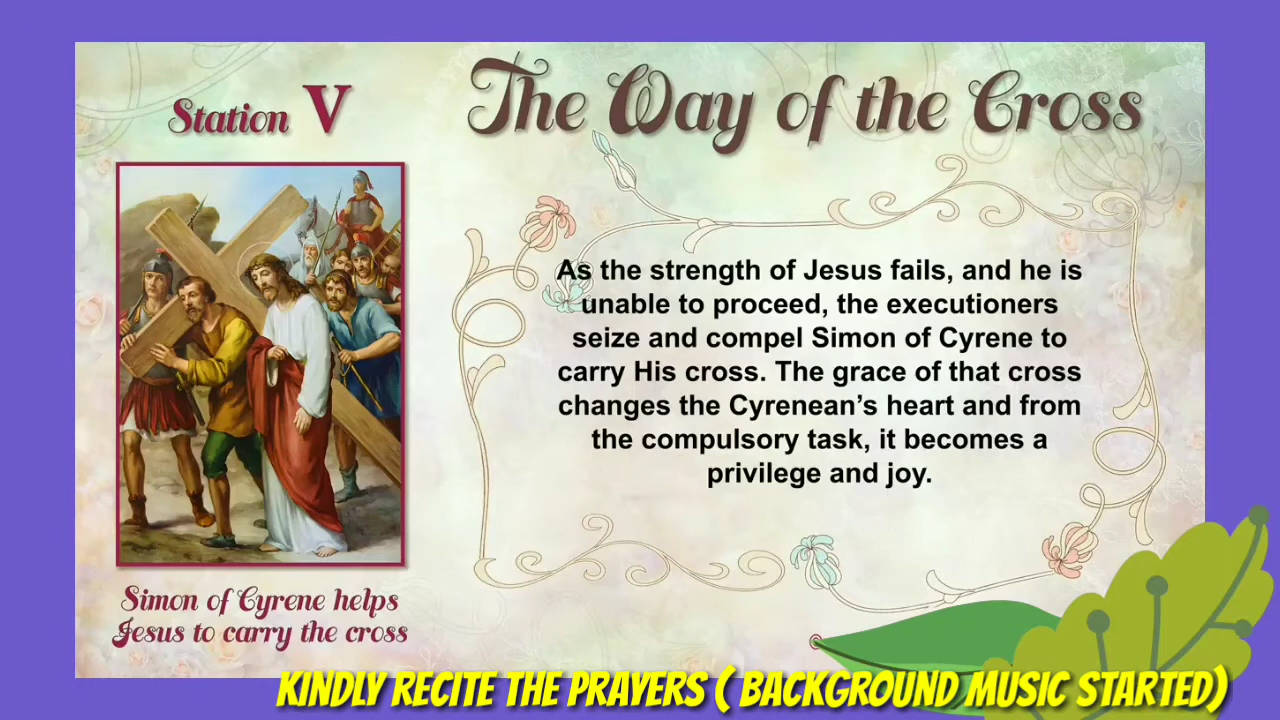 Station V
The Way of the Cross
As the strength of Jesus fails, and he is
unable to proceed, the executioners
seize and compel Simon of Cyrene to
carry His cross. The grace of that cross
changes the Cyrenean’s heart and from
the compulsory task, it becomes a
privilege and joy.
Simon of Cyrene helps
Jesus to carry the cross
KINDLY RECITE THE PRAYERS ( BACKGROUND MUSIC STARTED)